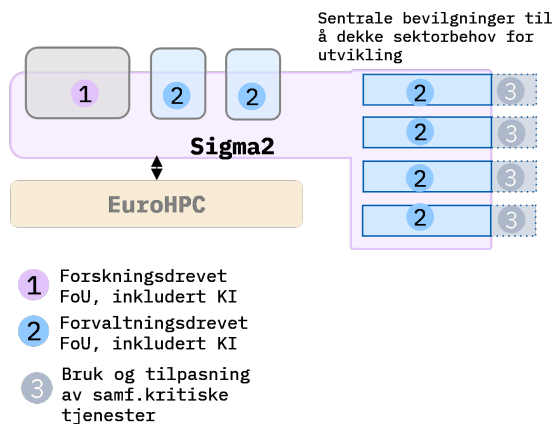 Sentrale bevilgninger til
å dekke sektorbehov for
utvikling
1
2
2
2
3
2
3
2
3
2
3
Sigma2
EuroHPC
1 Forskningsdrevet
FoU, inkludert KI
2 Forvaltningsdrevet
FoU, inkludert KI
3 Bruk og tilpasning
av samf.kritiske
tjenester